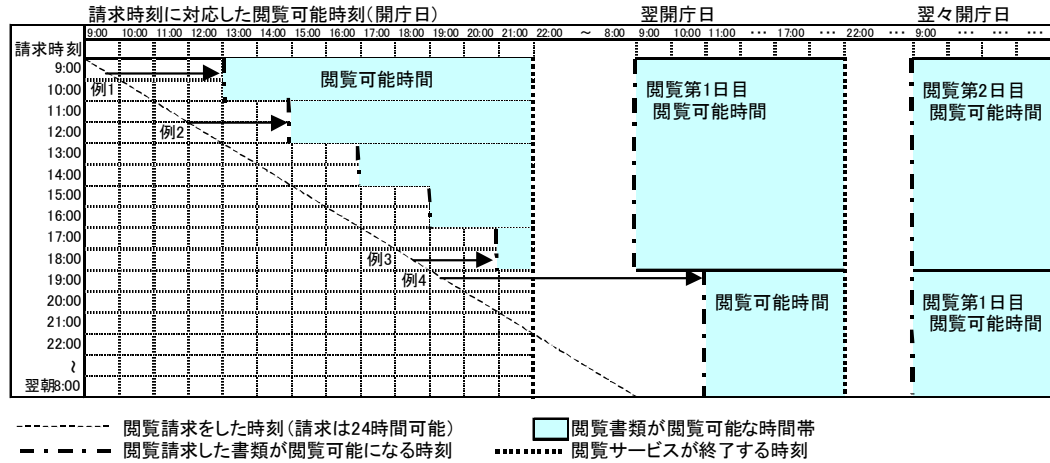 請求時刻に対応した閲覧可能時刻(開庁日) 翌開庁日 翌々開庁日
9:00 10:00 11:00 12:00 13:00 14:00 15:00 16:00 17:00 18:00 19:00 20:00 21:00 22:00 ～ 8:00 9:00 10:00 11:00 … 17:00 … 22:00 … 9:00 … … …
請求時刻
9:00
10:00
11:00
12:00
13:00
14:00
15:00
16:00
17:00
18:00
19:00
20:00
21:00
22:00
～
翌朝8:00
例1
例2
例3
例4
閲覧可能時間
閲覧第1日目
閲覧可能時間
閲覧第2日目
閲覧可能時間
閲覧可能時間
閲覧第1日目
閲覧可能時間
閲覧請求をした時刻(請求は24時間可能) 閲覧書類が閲覧可能な時間帯
閲覧請求した書類が閲覧可能になる時刻 閲覧サービスが終了する時刻